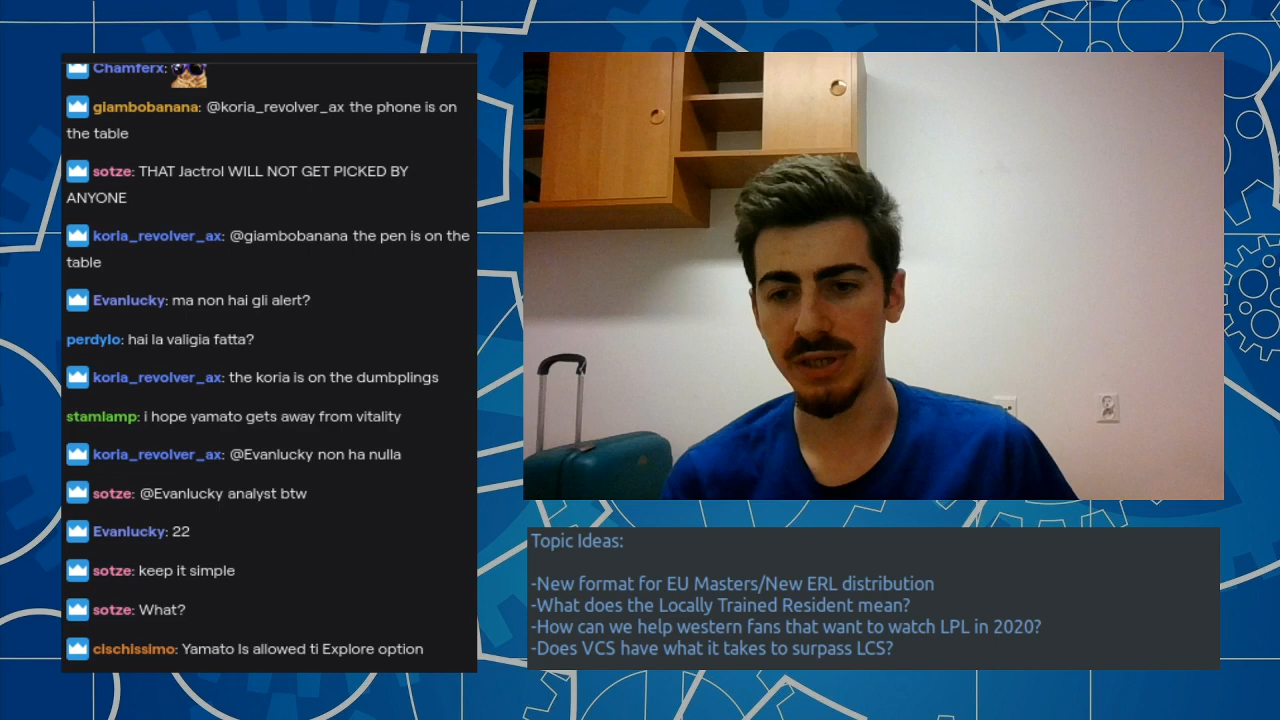 Chamferx:
giambobanana: @koria_revolver_ax the phone is on
the table
sotze: THAT Jactrol WILL NOT GET PICKED BY
ANYONE
koria_revolver_ax: @giambobanana the pen is on the
table
Evanlucky: ma non hai gli alert?
perdylo: hai la valigia fatta?
koria_revolver_ax: the koria is on the dumbplings
stamlamp: i hope yamato gets away from vitality
koria_revolver_ax: @Evanlucky non ha nulla
sotze: @Evanlucky analyst btw
Evanlucky: 22
sotze: keep it simple
sotze: What?
cischissimo: Yamato Is allowed ti Explore option
Topic Ideas:
-New format for EU Masters/New ERL distribution
-What does the Locally Trained Resident mean?
-How can we help western fans that want to watch LPL in 2020?
-Does VCS have what it takes to surpass LCS?